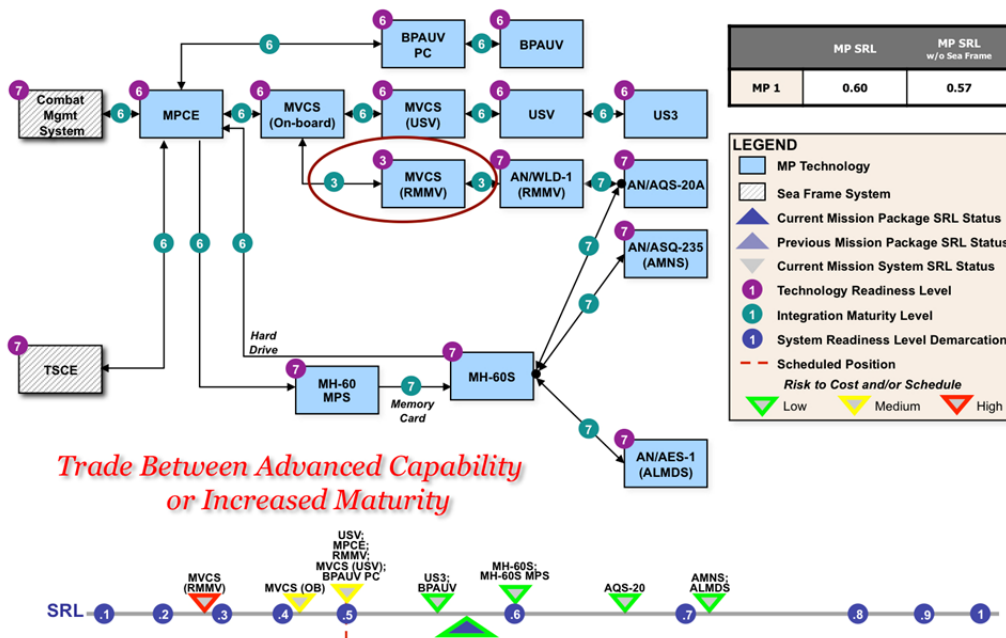 6 6
BPAUV
PC
6
BPAUV
6
7
Combat
Mgmt
System
6
6
MPCE
6
6
MVCS
(On-board)
6
6
MVCS
(USV)
6
6
USV
6
6
US3
3
MVCS
(RMMV)
3
3
7
AN/WLD-1
(RMMV)
7
7
AN/AQS-20A
7
7
AN/ASQ-235
(AMNS)
7
6
6
6
7
TSCE
Hard
Drive
7
MH-60
MPS
7
Memory
Card
7
MH-60S
7
7
AN/AES-1
(ALMDS)
MP SRL
MP SRL
w/o Sea Frame
MP 1 0.60 0.57
LEGEND
MP Technology
Sea Frame System
Current Mission Package SRL Status
Previous Mission Package SRL Status
Current Mission System SRL Status
1 Technology Readiness Level
1 Integration Maturity Level
1 System Readiness Level Demarcation
Scheduled Position
Risk to Cost and/or Schedule
Low Medium High
Trade Between Advanced Capability
or Increased Maturity
MVCS
(RMMV)
MVCS (OB)
USV;
MPCE;
RMMV;
MVCS (USV);
BPAUV PC
US3;
BPAUV
MH-60S;
MH-60S MPS
AQS-20
AMNS;
ALMDS
SRL .1 .2 .3 .4 .5 .6 .7 .8 .9 1